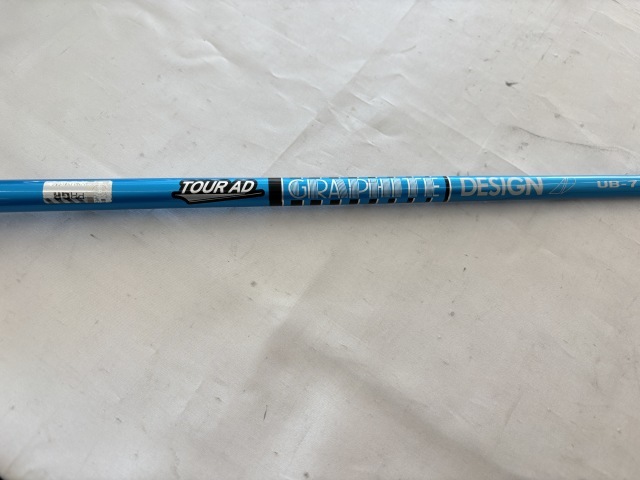 TOUR AD GRAPHITE DESIGN UB-7